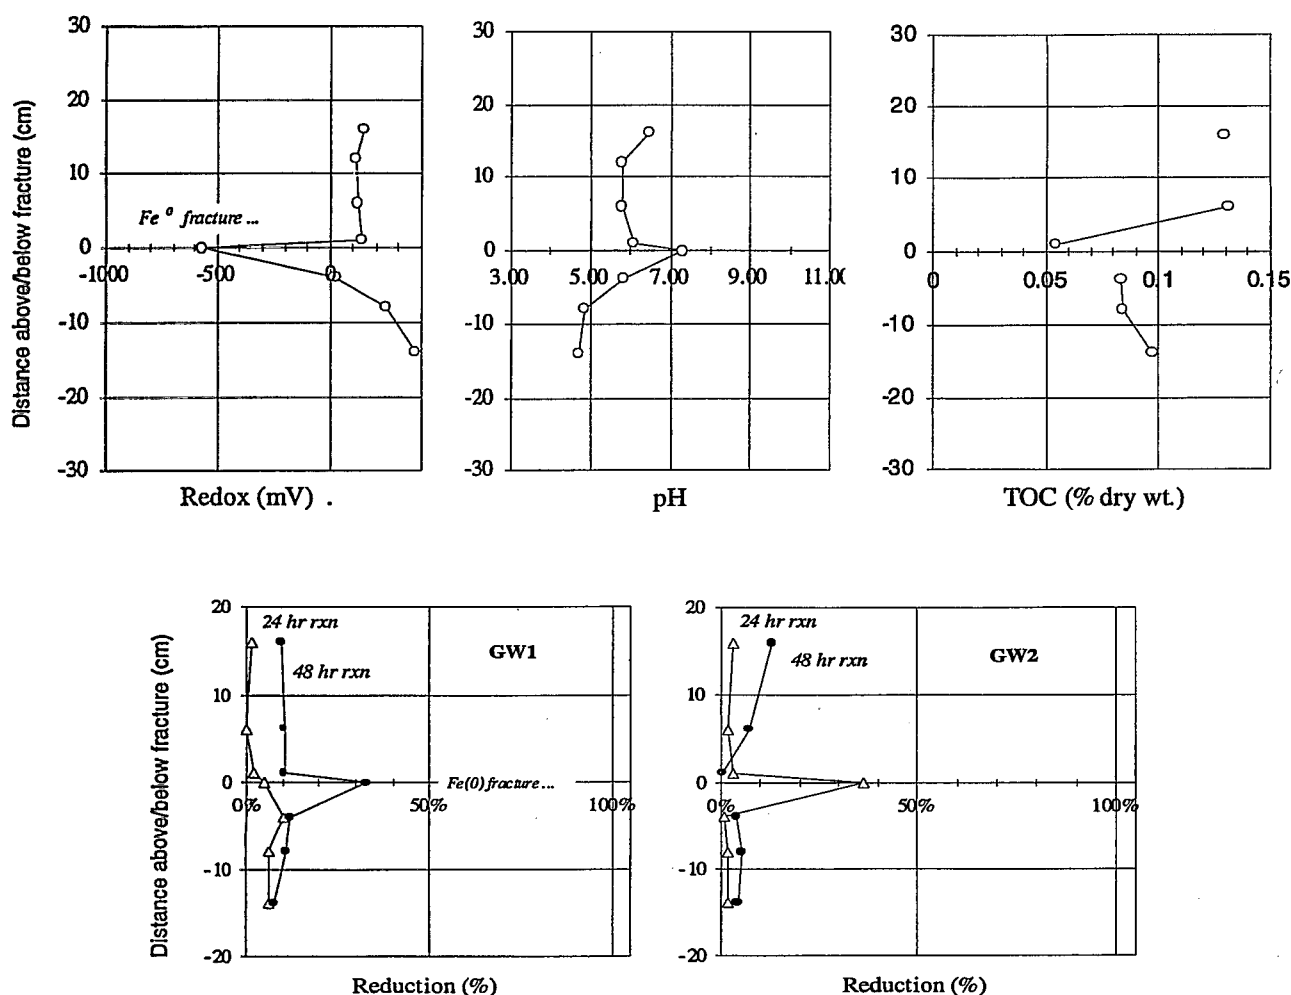 Distance above/below fracture (cm)
30
20
10
0
-10
-20
-30
Fe⁰ fracture ...
-1000 -500 0
Redox (mV) .
30
20
10
0
-10
-20
-30
3.00 5.00 7.00 9.00 11.00
pH
30
20
10
0
-10
-20
-30
0 0.05 0.1 0.15
TOC (% dry wt.)
Distance above/below fracture (cm)
20
10
0
-10
-20
24 hr rxn
48 hr rxn
GW1
Fe(0) fracture ...
0% 50% 100%
Reduction (%)
20
10
0
-10
-20
24 hr rxn
48 hr rxn
GW2
0% 50% 100%
Reduction (%)